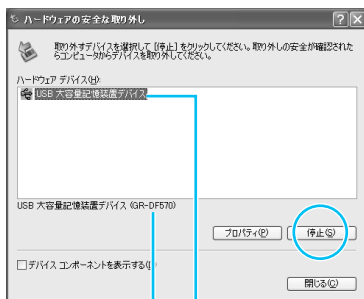 ハードウェアの安全な取り外し
取り外すデバイスを選択して [停止] をクリックしてください。取り外しの安全が確認された
らコンピュータからデバイスを取り外してください。
ハードウェア デバイス(H):
USB 大容量記憶装置デバイス
USB 大容量記憶装置デバイス (GR-DF570)
プロパティ(P)
停止(S)
デバイス コンポーネントを表示する(
閉じる(C)